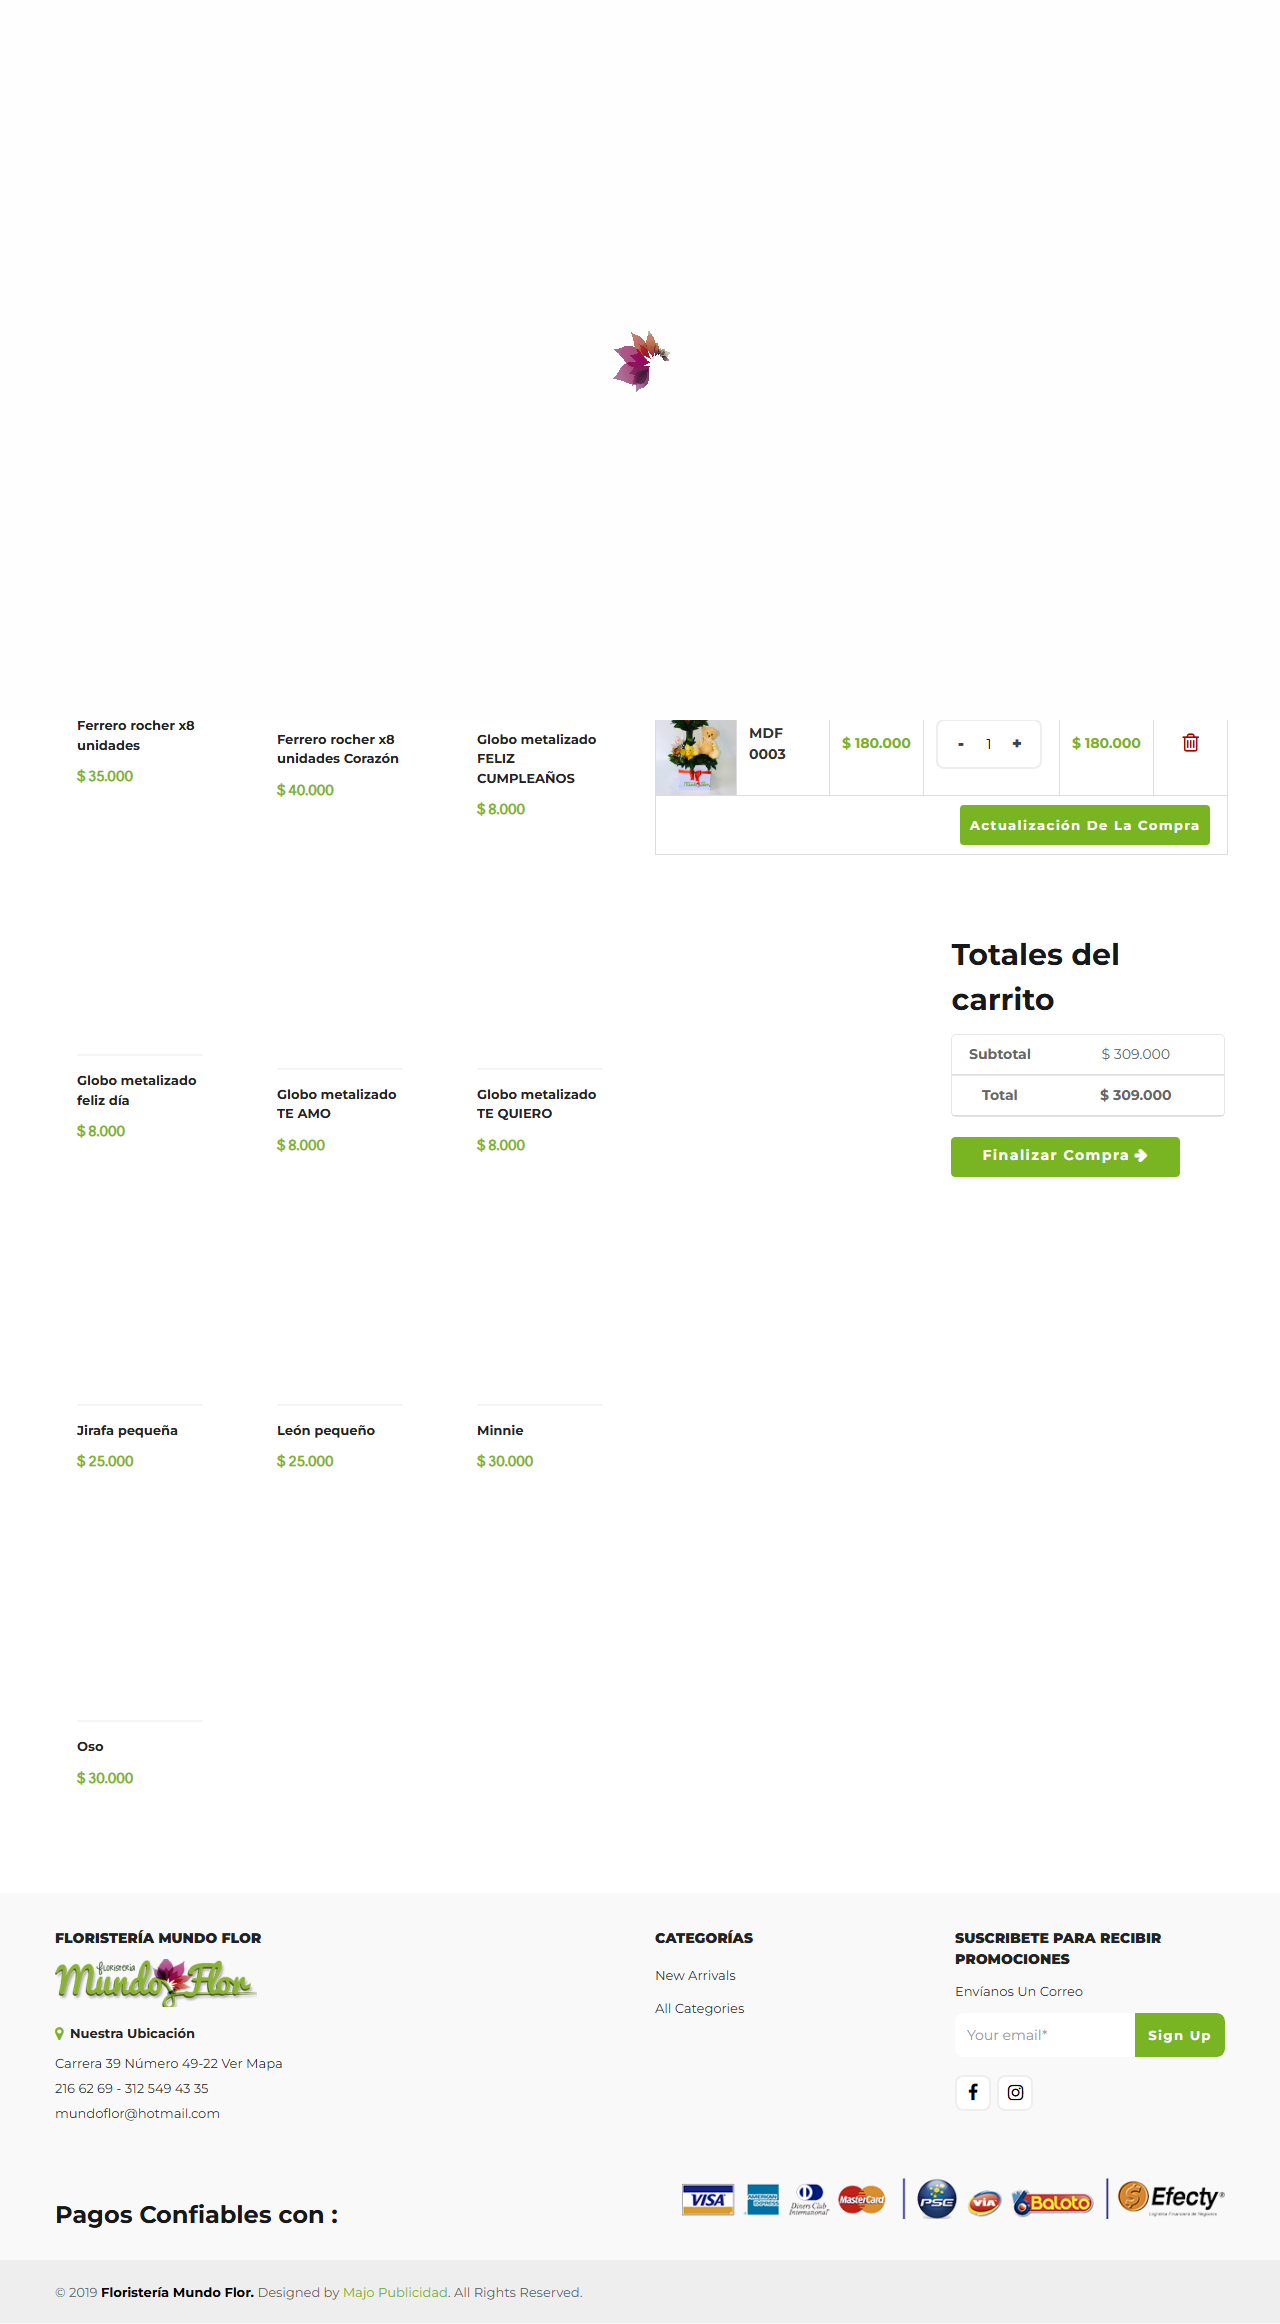 Ferrero rocher x8
unidades
$ 35.000
Ferrero rocher x8
unidades Corazón
$ 40.000
Globo metalizado
FELIZ
CUMPLEAÑOS
$ 8.000
MDF
0003
$ 180.000
- 1 +
$ 180.000
Actualización De La Compra
Totales del
carrito
Subtotal $ 309.000
Total $ 309.000
Finalizar Compra
Globo metalizado
feliz día
$ 8.000
Globo metalizado
TE AMO
$ 8.000
Globo metalizado
TE QUIERO
$ 8.000
Jirafa pequeña
$ 25.000
León pequeño
$ 25.000
Minnie
$ 30.000
Oso
$ 30.000
FLORISTERÍA MUNDO FLOR
floristería
Mundo Flor
Nuestra Ubicación
Carrera 39 Número 49-22 Ver Mapa
216 62 69 - 312 549 43 35
mundoflor@hotmail.com
CATEGORÍAS
New Arrivals
All Categories
SUSCRIBETE PARA RECIBIR
PROMOCIONES
Envíanos Un Correo
Your email*
Sign Up
Pagos Confiables con :
VISA
AMERICAN EXPRESS
Diners Club
International
MasterCard
PSE
VIA
Baloto
Efecty
© 2019 Floristería Mundo Flor. Designed by Majo Publicidad. All Rights Reserved.